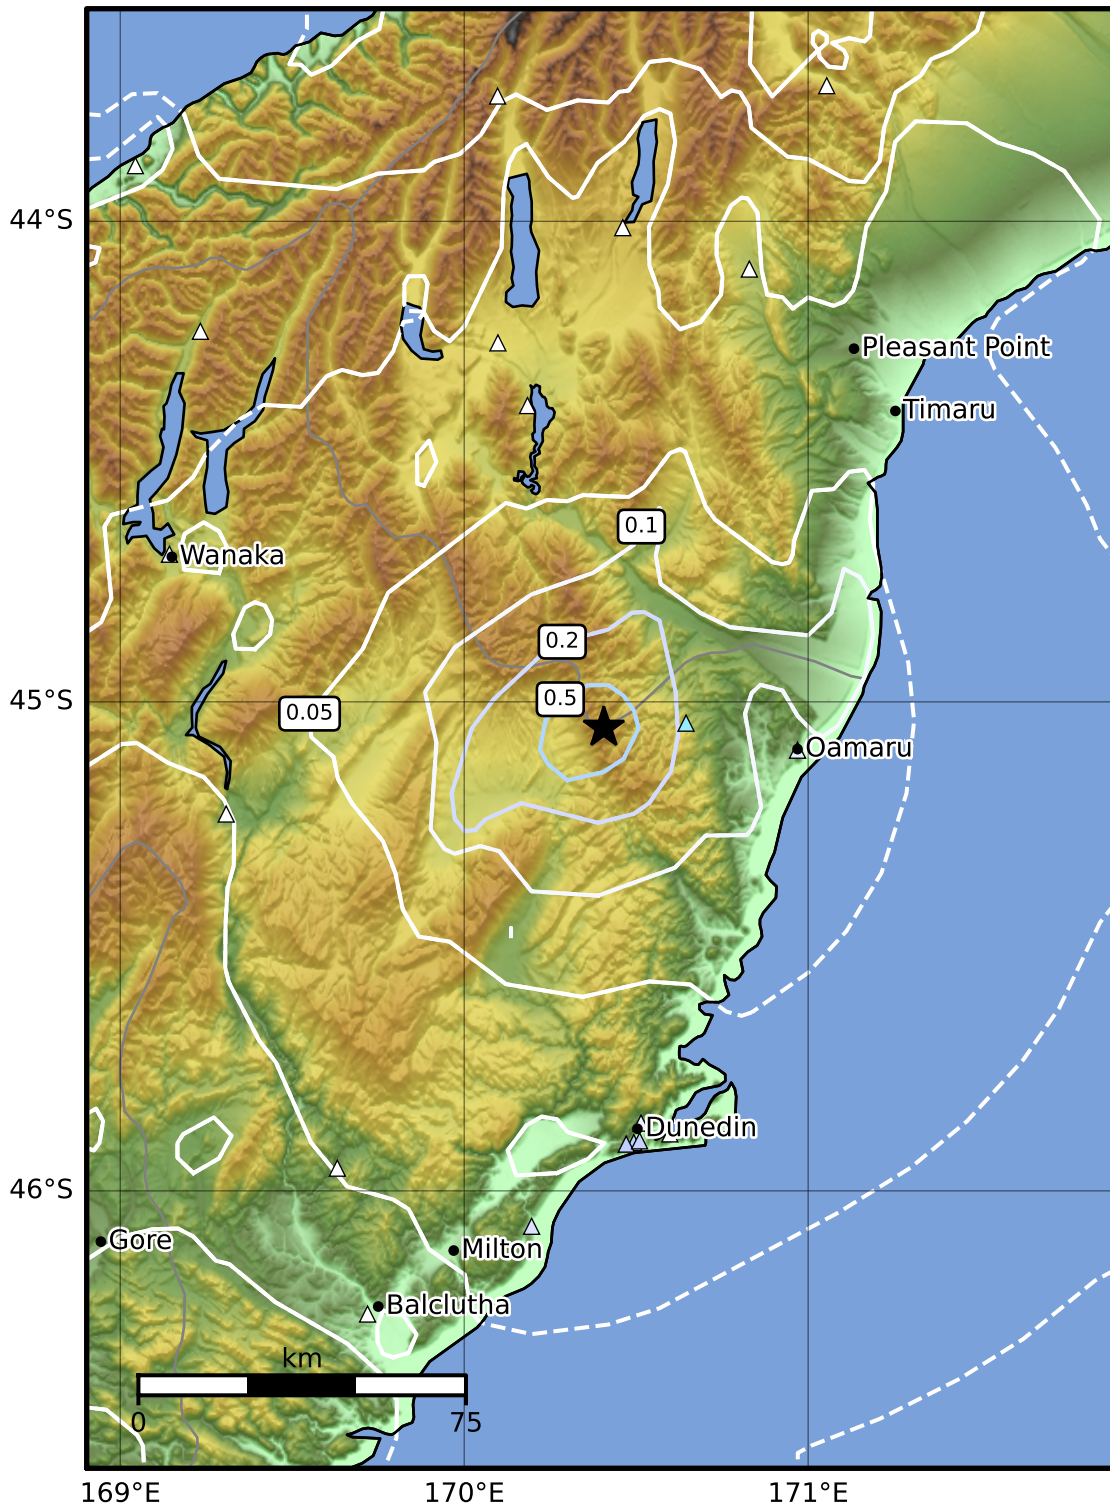 44°S
Pleasant Point
Timaru
0.1
Wanaka
0.2
0.5
45°S
0.05
Oamaru
Dunedin
46°S
Gore
Milton
Balclutha
km
0
75
169°E
170°E
171°E